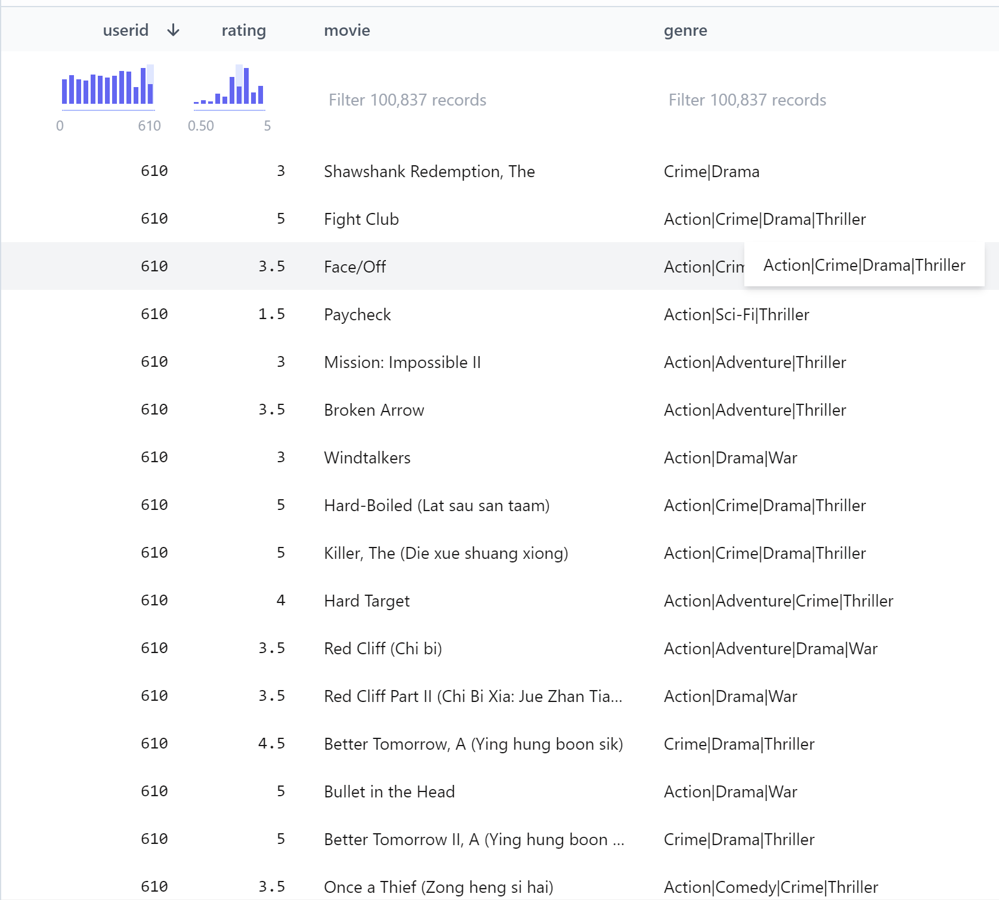 userid ↓ rating movie genre
Filter 100,837 records Filter 100,837 records
0 610 0.50 5
610 3 Shawshank Redemption, The Crime|Drama
610 5 Fight Club Action|Crime|Drama|Thriller
610 3.5 Face/Off Action|Crim Action|Crime|Drama|Thriller
610 1.5 Paycheck Action|Sci-Fi|Thriller
610 3 Mission: Impossible II Action|Adventure|Thriller
610 3.5 Broken Arrow Action|Adventure|Thriller
610 3 Windtalkers Action|Drama|War
610 5 Hard-Boiled (Lat sau san taam) Action|Crime|Drama|Thriller
610 5 Killer, The (Die xue shuang xiong) Action|Crime|Drama|Thriller
610 4 Hard Target Action|Adventure|Crime|Thriller
610 3.5 Red Cliff (Chi bi) Action|Adventure|Drama|War
610 3.5 Red Cliff Part II (Chi Bi Xia: Jue Zhan Tia... Action|Drama|War
610 4.5 Better Tomorrow, A (Ying hung boon sik) Crime|Drama|Thriller
610 5 Bullet in the Head Action|Drama|War
610 5 Better Tomorrow II, A (Ying hung boon ... Crime|Drama|Thriller
610 3.5 Once a Thief (Zong heng si hai) Action|Comedy|Crime|Thriller